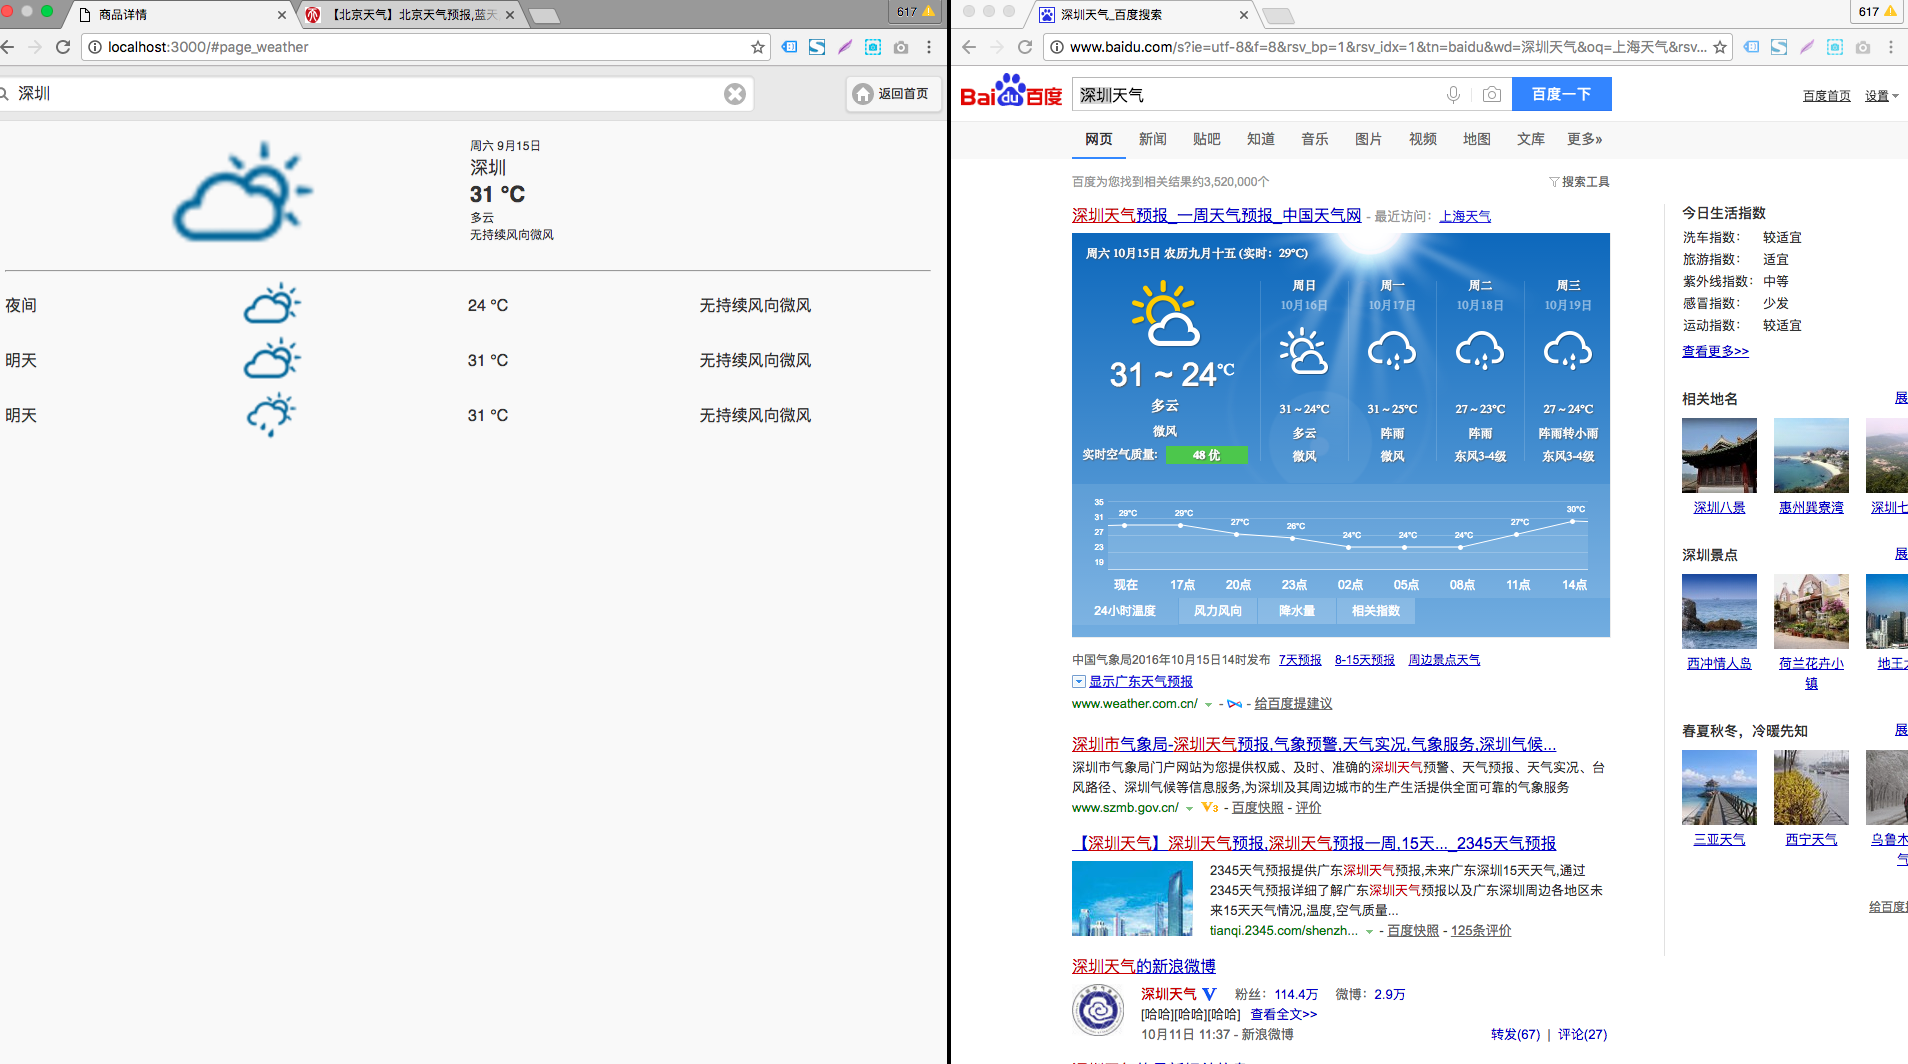 商品详情
【北京天气】北京天气预报,蓝天
617
localhost:3000/#page_weather
深圳
返回首页
周六 9月15日
深圳
31 °C
多云
无持续风向微风
夜间 24 °C 无持续风向微风
明天 31 °C 无持续风向微风
明天 31 °C 无持续风向微风
深圳天气_百度搜索
617
www.baidu.com/s?ie=utf-8&f=8&rsv_bp=1&rsv_idx=1&tn=baidu&wd=深圳天气&oq=上海天气&rsv...
Bai du 百度
深圳天气
百度一下
百度首页 设置
网页 新闻 贴吧 知道 音乐 图片 视频 地图 文库 更多»
百度为您找到相关结果约3,520,000个
搜索工具
深圳天气预报_一周天气预报_中国天气网 - 最近访问: 上海天气
周六 10月15日 农历九月十五 (实时：29°C)
31 ~ 24°C
多云
微风
实时空气质量: 48 优
周日 周一 周二 周三
10月16日 10月17日 10月18日 10月19日
31 ~ 24°C 31 ~ 25°C 27 ~ 23°C 27 ~ 24°C
多云 阵雨 阵雨 阵雨转小雨
微风 微风 东风3-4级 东风3-4级
35
31
27
23
19
29°C 29°C 27°C 26°C 24°C 24°C 24°C 27°C 30°C
现在 17点 20点 23点 02点 05点 08点 11点 14点
24小时温度 风力风向 降水量 相关指数
中国气象局2016年10月15日14时发布 7天预报 8-15天预报 周边景点天气
显示广东天气预报
www.weather.com.cn/ - - 给百度提建议
深圳市气象局-深圳天气预报,气象预警,天气实况,气象服务,深圳气候...
深圳市气象局门户网站为您提供权威、及时、准确的深圳天气预警、天气预报、天气实况、台
风路径、深圳气候等信息服务,为深圳及其周边城市的生产生活提供全面可靠的气象服务
www.szmb.gov.cn/ V3 - 百度快照 - 评价
【深圳天气】深圳天气预报,深圳天气预报一周,15天..._2345天气预报
2345天气预报提供广东深圳天气预报,未来广东深圳15天天气,通过
2345天气预报详细了解广东深圳天气预报以及广东深圳周边各地区未
来15天天气情况,温度,空气质量...
tianqi.2345.com/shenzh... - 百度快照 - 125条评价
深圳天气的新浪微博
深圳天气 V 粉丝：114.4万 微博：2.9万
[哈哈][哈哈][哈哈] 查看全文>>
10月11日 11:37 - 新浪微博
转发(67) | 评论(27)
今日生活指数
洗车指数： 较适宜
旅游指数： 适宜
紫外线指数： 中等
感冒指数： 少发
运动指数： 较适宜
查看更多>>
相关地名 展
深圳八景 惠州巽寮湾 深圳七
深圳景点 展
西冲情人岛 荷兰花卉小镇 地王大
春夏秋冬，冷暖先知 展
三亚天气 西宁天气 乌鲁木
气
给百度提